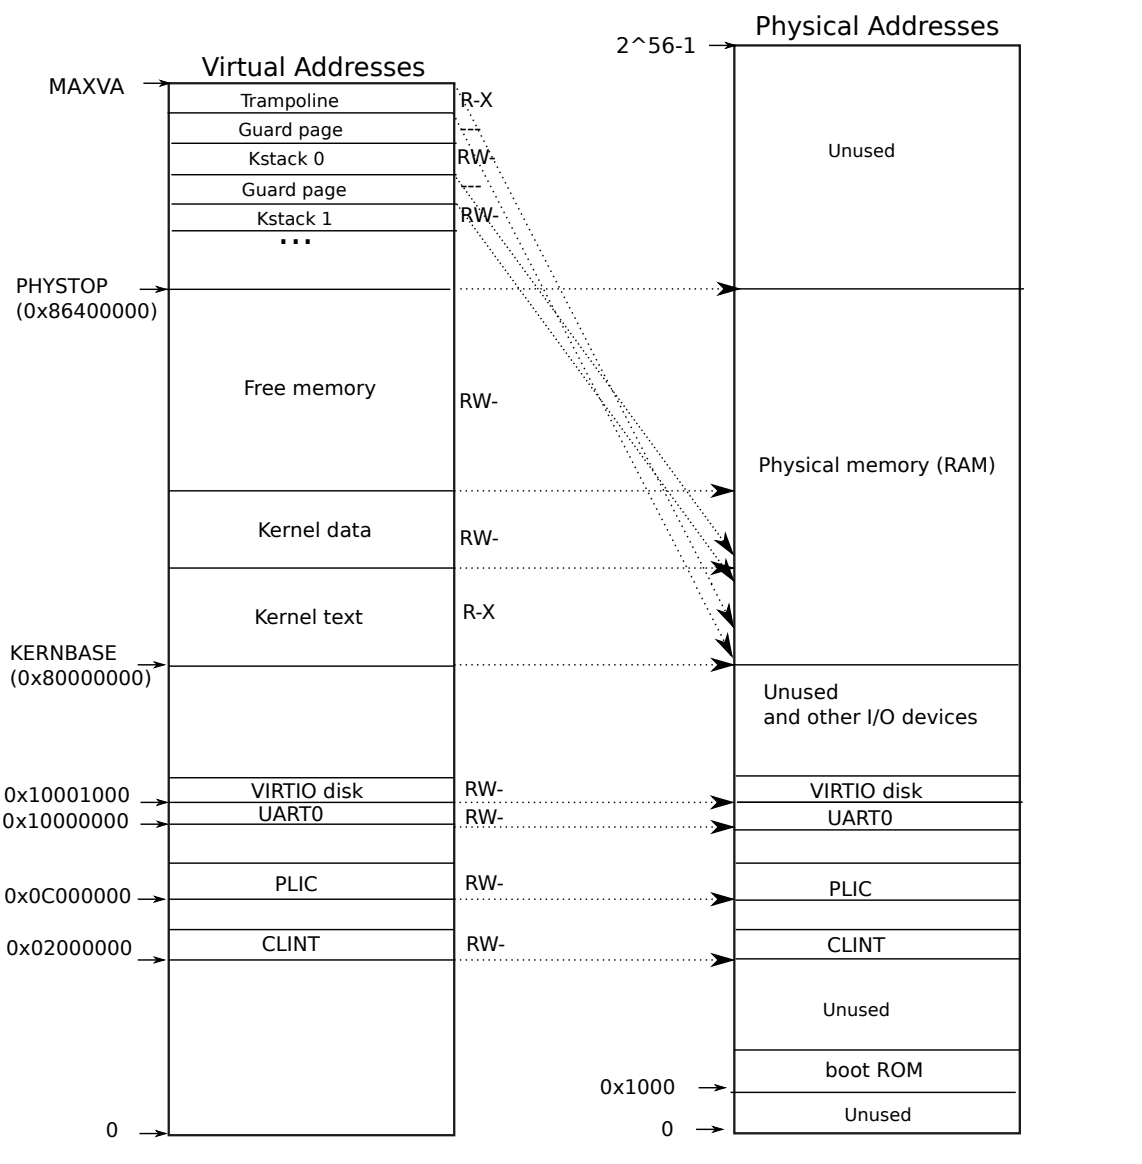 Physical Addresses
2^56-1
Virtual Addresses
MAXVA
Trampoline
R-X
Guard page
---
Unused
Kstack 0
RW-
Guard page
---
Kstack 1
RW-
...
PHYSTOP
(0x86400000)
Free memory
RW-
Physical memory (RAM)
Kernel data
RW-
Kernel text
R-X
KERNBASE
(0x80000000)
Unused
and other I/O devices
0x10001000
VIRTIO disk
RW-
VIRTIO disk
0x10000000
UART0
RW-
UART0
0x0C000000
PLIC
RW-
PLIC
0x02000000
CLINT
RW-
CLINT
Unused
boot ROM
0x1000
Unused
0
0